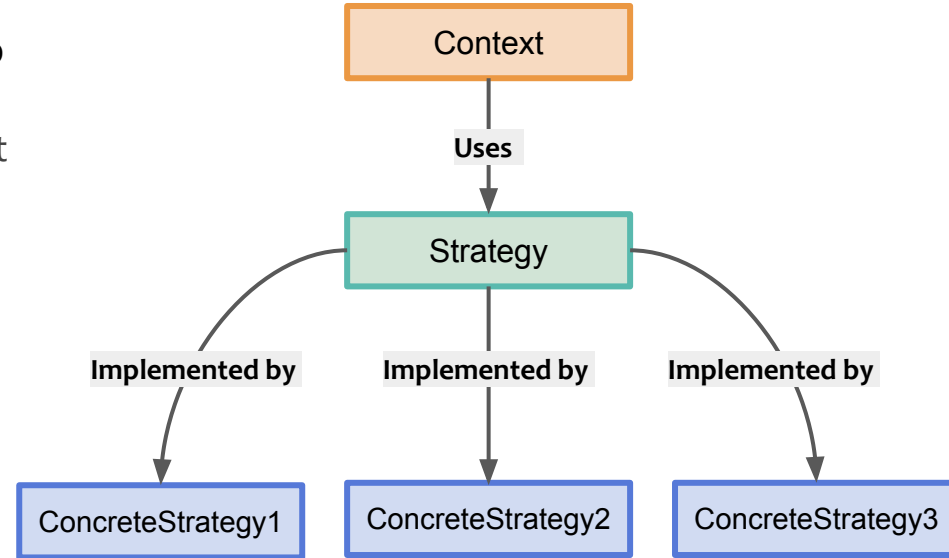 Context
Uses
Strategy
Implemented by
Implemented by
Implemented by
ConcreteStrategy1
ConcreteStrategy2
ConcreteStrategy3